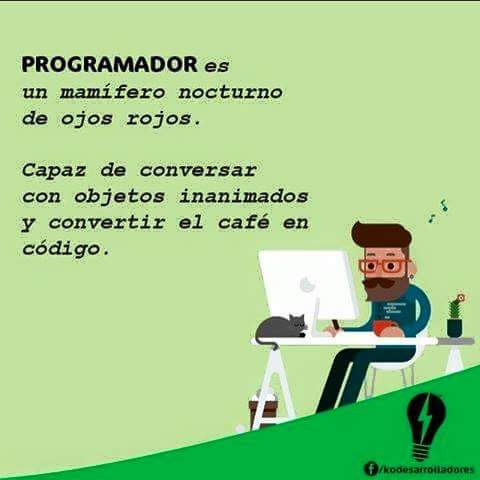 PROGRAMADOR es
un mamífero nocturno
de ojos rojos.
Capaz de conversar
con objetos inanimados
y convertir el café en
código.
/kodesarrolladores